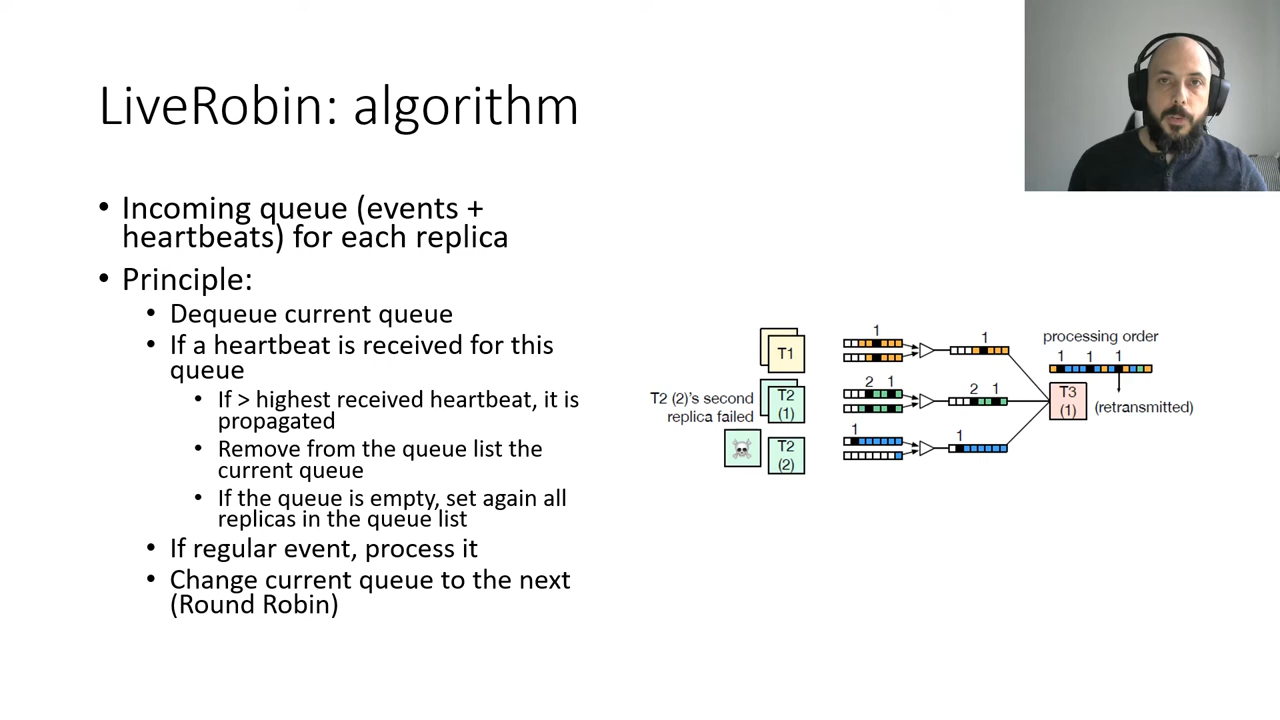 LiveRobin: algorithm
• Incoming queue (events +
heartbeats) for each replica
• Principle:
• Dequeue current queue
• If a heartbeat is received for this
queue
• If > highest received heartbeat, it is
propagated
• Remove from the queue list the
current queue
• If the queue is empty, set again all
replicas in the queue list
• If regular event, process it
• Change current queue to the next
(Round Robin)
T1
1
1
processing order
1 1 1
T2 (2)'s second
replica failed
T2
(1)
2 1
2 1
T3
(1)
(retransmitted)
T2
(2)
1
1